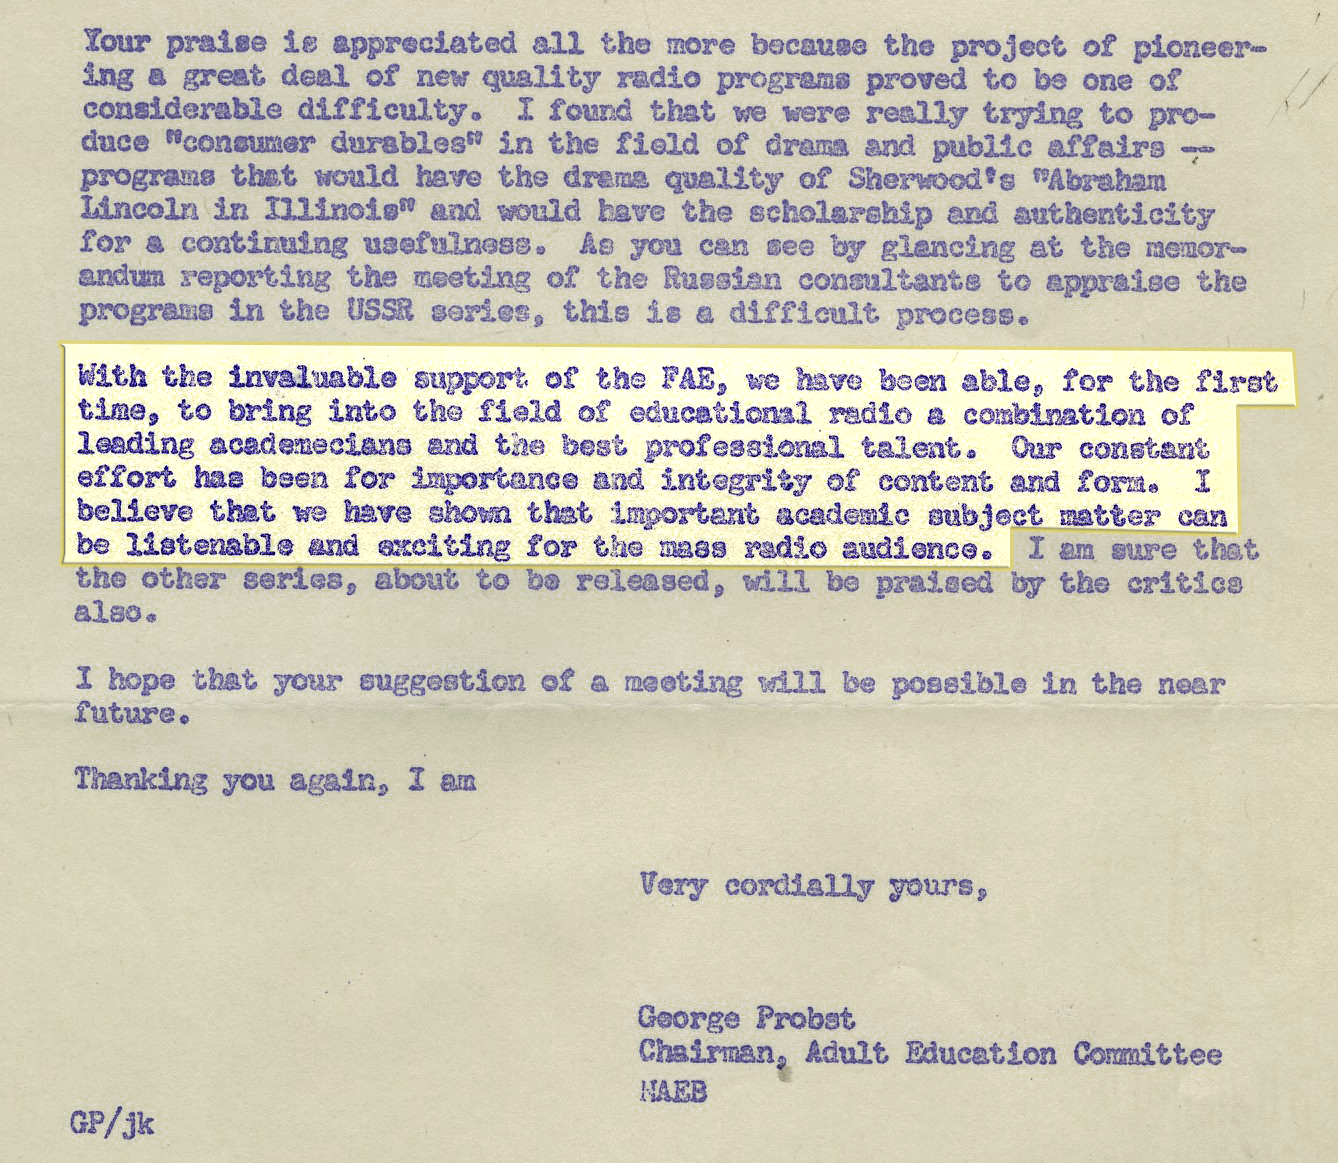 Your praise is appreciated all the more because the project of pioneer-
ing a great deal of new quality radio programs proved to be one of
considerable difficulty. I found that we were really trying to pro-
duce "consumer durables" in the field of drama and public affairs --
programs that would have the drama quality of Sherwood's "Abraham
Lincoln in Illinois" and would have the scholarship and authenticity
for a continuing usefulness. As you can see by glancing at the memor-
andum reporting the meeting of the Russian consultants to appraise the
programs in the USSR series, this is a difficult process.
With the invaluable support of the FAE, we have been able, for the first
time, to bring into the field of educational radio a combination of
leading academecians and the best professional talent. Our constant
effort has been for importance and integrity of content and form. I
believe that we have shown that important academic subject matter can
be listenable and exciting for the mass radio audience. I am sure that
the other series, about to be released, will be praised by the critics
also.
I hope that your suggestion of a meeting will be possible in the near
future.
Thanking you again, I am
Very cordially yours,
George Probst
Chairman, Adult Education Committee
NAEB
GP/jk